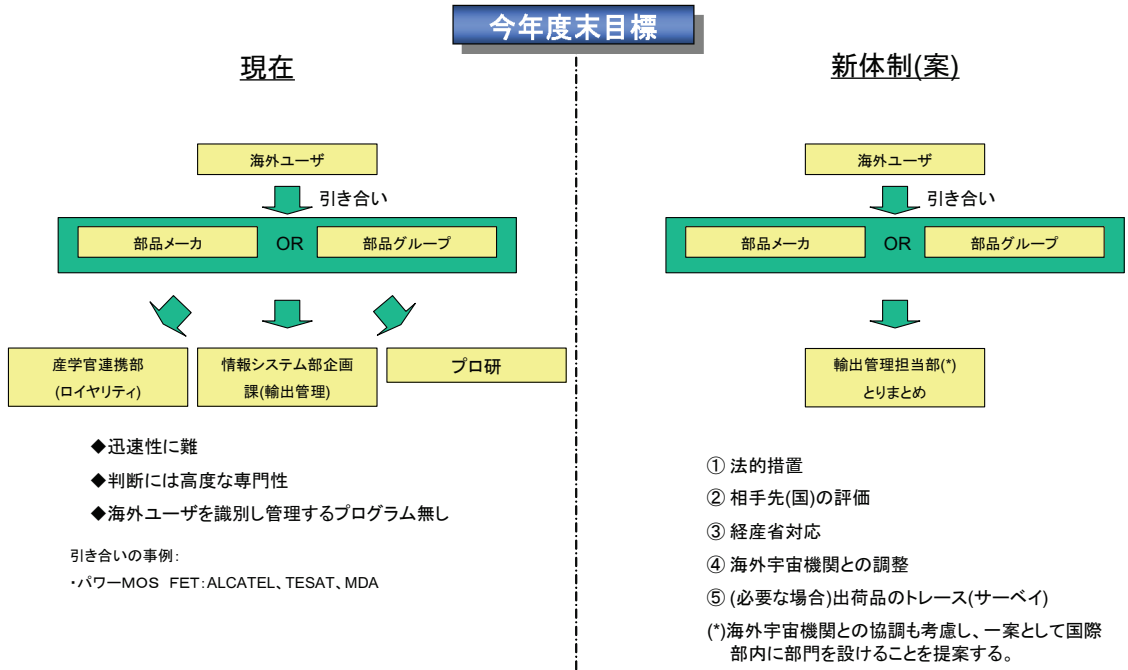 今年度末目標
現在
海外ユーザ
引き合い
部品メーカ OR 部品グループ
産学官連携部
(ロイヤリティ)
情報システム部企画
課(輸出管理)
プロ研
◆迅速性に難
◆判断には高度な専門性
◆海外ユーザを識別し管理するプログラム無し
引き合いの事例:
・パワーMOS FET:ALCATEL、TESAT、MDA
新体制(案)
海外ユーザ
引き合い
部品メーカ OR 部品グループ
輸出管理担当部(*)
とりまとめ
① 法的措置
② 相手先(国)の評価
③ 経産省対応
④ 海外宇宙機関との調整
⑤ (必要な場合)出荷品のトレース(サーベイ)
(*)海外宇宙機関との協調も考慮し、一案として国際
部内に部門を設けることを提案する。